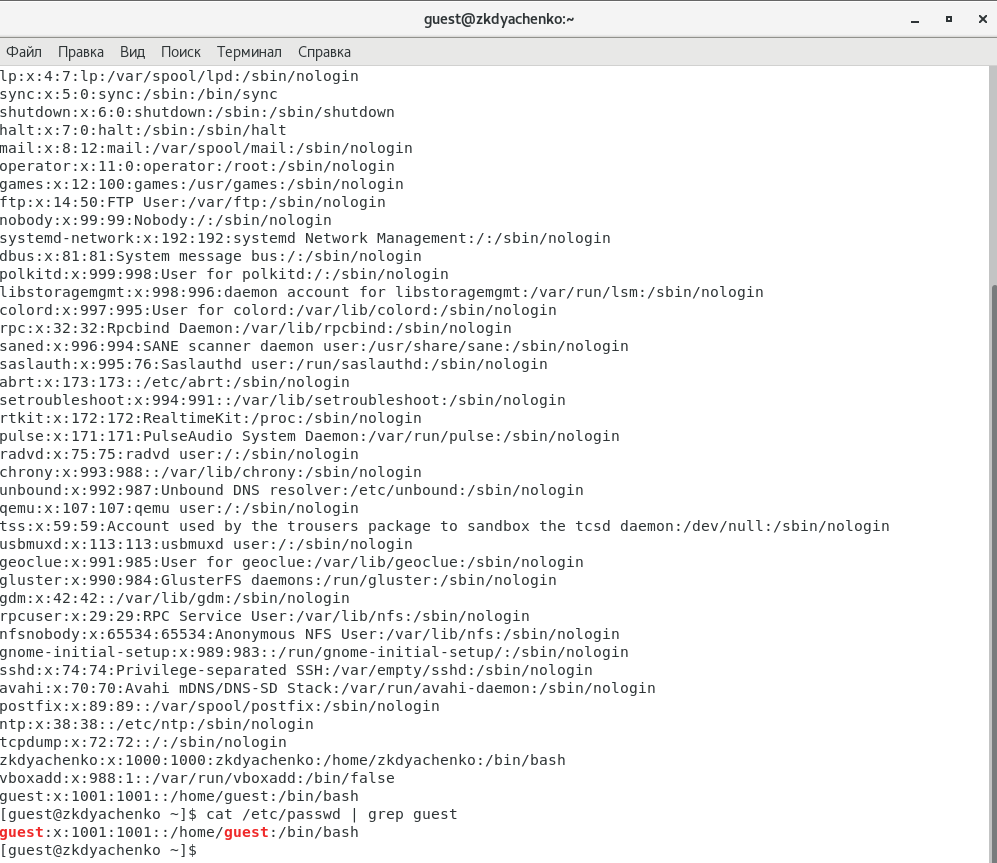 guest@zkdyachenko:~
Файл Правка Вид Поиск Терминал Справка
lp:x:4:7:lp:/var/spool/lpd:/sbin/nologin
sync:x:5:0:sync:/sbin:/bin/sync
shutdown:x:6:0:shutdown:/sbin:/sbin/shutdown
halt:x:7:0:halt:/sbin:/sbin/halt
mail:x:8:12:mail:/var/spool/mail:/sbin/nologin
operator:x:11:0:operator:/root:/sbin/nologin
games:x:12:100:games:/usr/games:/sbin/nologin
ftp:x:14:50:FTP User:/var/ftp:/sbin/nologin
nobody:x:99:99:Nobody:/:/sbin/nologin
systemd-network:x:192:192:systemd Network Management:/:/sbin/nologin
dbus:x:81:81:System message bus:/:/sbin/nologin
polkitd:x:999:998:User for polkitd:/:/sbin/nologin
libstoragemgmt:x:998:996:daemon account for libstoragemgmt:/var/run/lsm:/sbin/nologin
colord:x:997:995:User for colord:/var/lib/colord:/sbin/nologin
rpc:x:32:32:Rpcbind Daemon:/var/lib/rpcbind:/sbin/nologin
saned:x:996:994:SANE scanner daemon user:/usr/share/sane:/sbin/nologin
saslauth:x:995:76:Saslauthd user:/run/saslauthd:/sbin/nologin
abrt:x:173:173::/etc/abrt:/sbin/nologin
setroubleshoot:x:994:991::/var/lib/setroubleshoot:/sbin/nologin
rtkit:x:172:172:RealtimeKit:/proc:/sbin/nologin
pulse:x:171:171:PulseAudio System Daemon:/var/run/pulse:/sbin/nologin
radvd:x:75:75:radvd user:/:/sbin/nologin
chrony:x:993:988::/var/lib/chrony:/sbin/nologin
unbound:x:992:987:Unbound DNS resolver:/etc/unbound:/sbin/nologin
qemu:x:107:107:qemu user:/:/sbin/nologin
tss:x:59:59:Account used by the trousers package to sandbox the tcsd daemon:/dev/null:/sbin/nologin
usbmuxd:x:113:113:usbmuxd user:/:/sbin/nologin
geoclue:x:991:985:User for geoclue:/var/lib/geoclue:/sbin/nologin
gluster:x:990:984:GlusterFS daemons:/run/gluster:/sbin/nologin
gdm:x:42:42::/var/lib/gdm:/sbin/nologin
rpcuser:x:29:29:RPC Service User:/var/lib/nfs:/sbin/nologin
nfsnobody:x:65534:65534:Anonymous NFS User:/var/lib/nfs:/sbin/nologin
gnome-initial-setup:x:989:983::/run/gnome-initial-setup/:/sbin/nologin
sshd:x:74:74:Privilege-separated SSH:/var/empty/sshd:/sbin/nologin
avahi:x:70:70:Avahi mDNS/DNS-SD Stack:/var/run/avahi-daemon:/sbin/nologin
postfix:x:89:89::/var/spool/postfix:/sbin/nologin
ntp:x:38:38::/etc/ntp:/sbin/nologin
tcpdump:x:72:72::/:/sbin/nologin
zkdyachenko:x:1000:1000:zkdyachenko:/home/zkdyachenko:/bin/bash
vboxadd:x:988:1::/var/run/vboxadd:/bin/false
guest:x:1001:1001::/home/guest:/bin/bash
[guest@zkdyachenko ~]$ cat /etc/passwd | grep guest
guest:x:1001:1001::/home/guest:/bin/bash
[guest@zkdyachenko ~]$